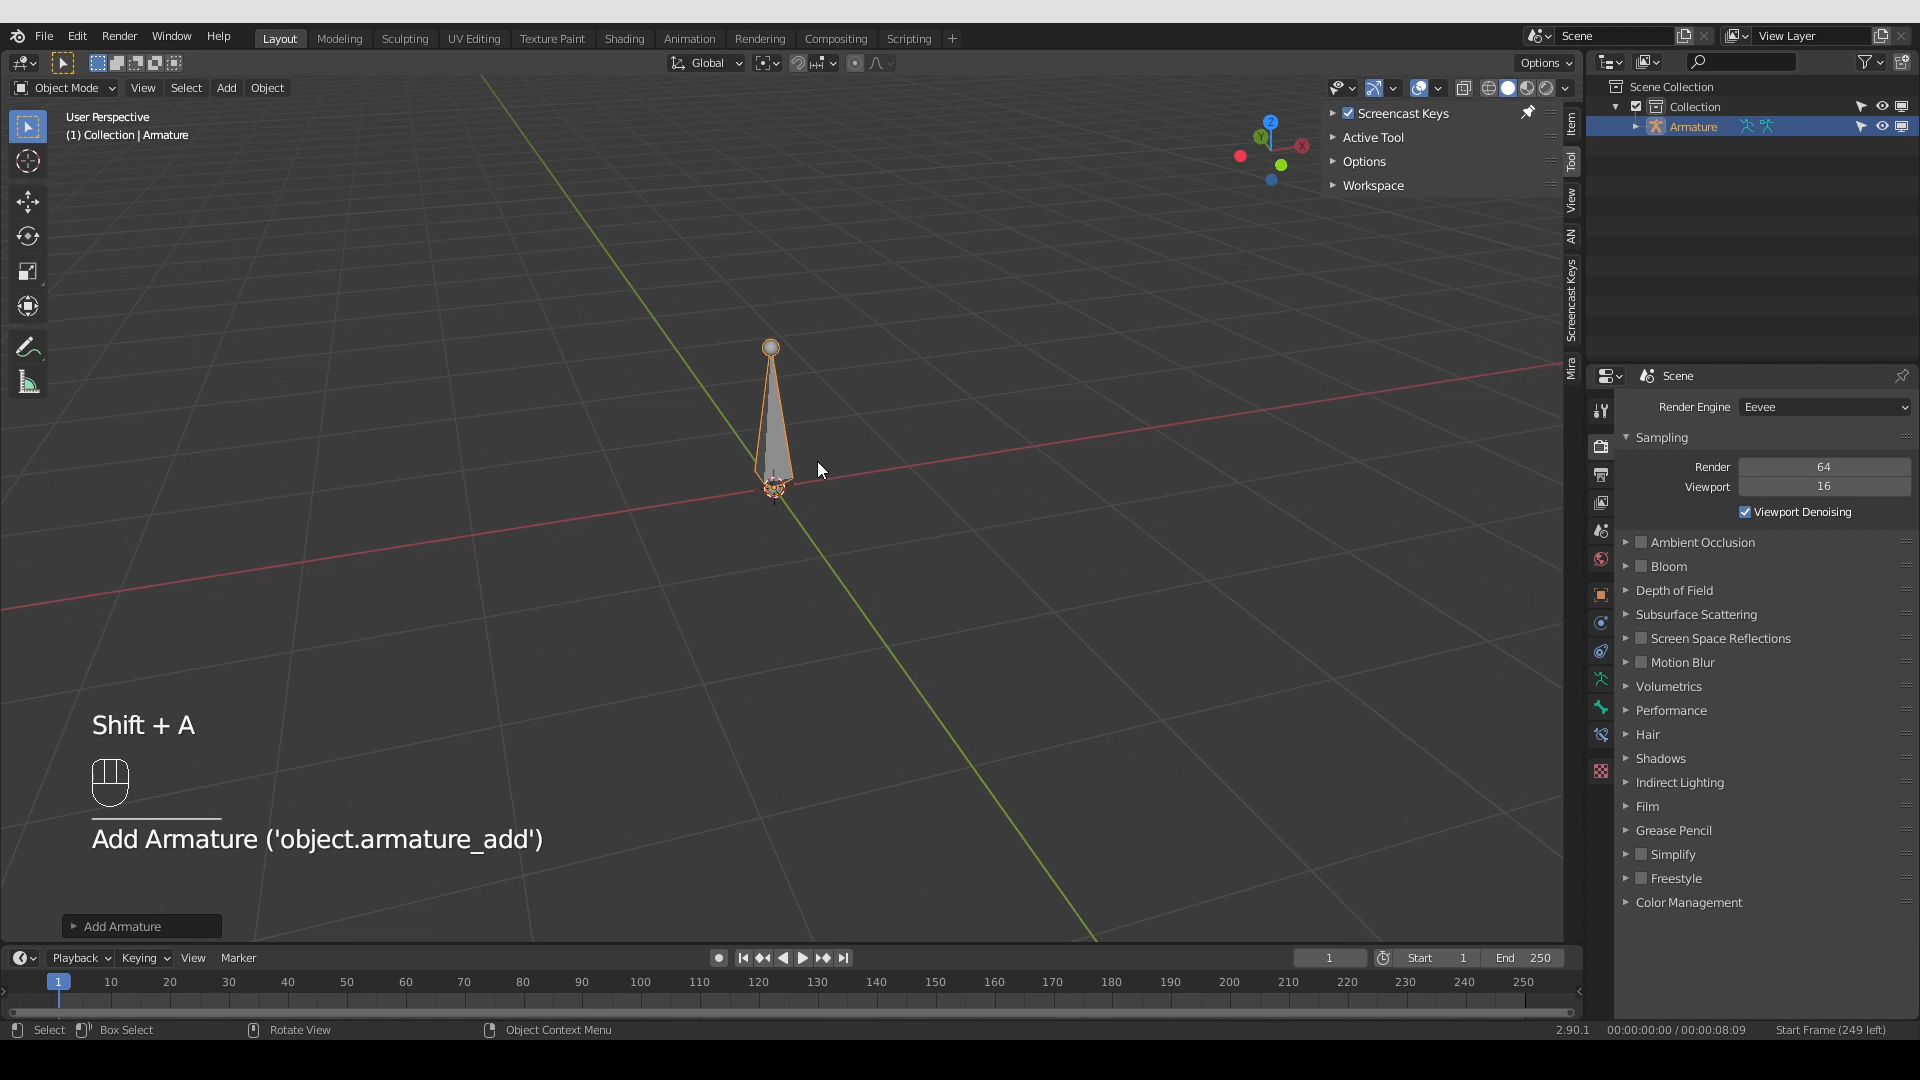 File Edit Render Window Help Layout Modeling Sculpting UV Editing Texture Paint Shading Animation Rendering Compositing Scripting Scene View Layer
Global Options
Object Mode View Select Add Object
User Perspective
(1) Collection | Armature
Screencast Keys
Active Tool
Options
Workspace
X
Y
Z
Item
Tool
View
AN
Screencast Keys
Mira
Scene Collection
Collection
Armature
Scene
Render Engine Eevee
Sampling
Render 64
Viewport 16
Viewport Denoising
Ambient Occlusion
Bloom
Depth of Field
Subsurface Scattering
Screen Space Reflections
Motion Blur
Volumetrics
Performance
Hair
Shadows
Indirect Lighting
Film
Grease Pencil
Simplify
Freestyle
Color Management
Shift + A
Add Armature ('object.armature_add')
Add Armature
Playback Keying View Marker 1 Start 1 End 250
1 10 20 30 40 50 60 70 80 90 100 110 120 130 140 150 160 170 180 190 200 210 220 230 240 250
Select Box Select Rotate View Object Context Menu 2.90.1 00:00:00:00 / 00:00:08:09 Start Frame (249 left)